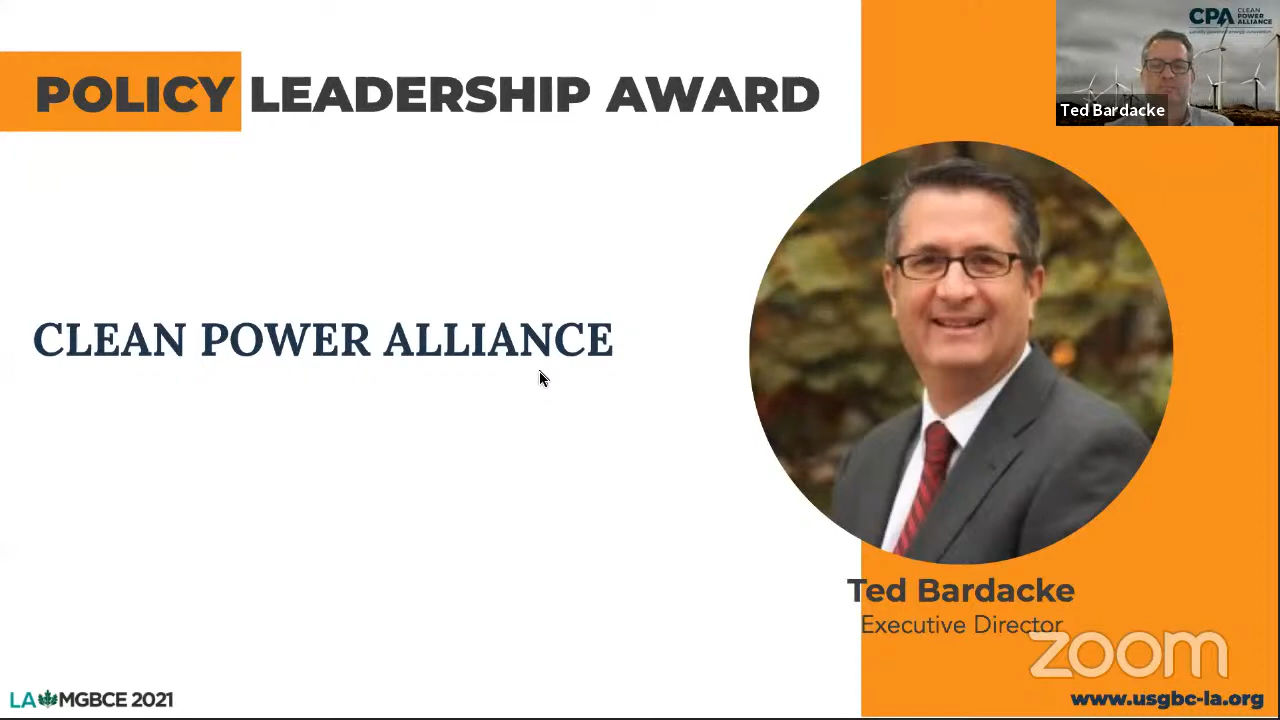 CPA CLEAN
POWER
ALLIANCE
Ted Bardacke
POLICY LEADERSHIP AWARD
CLEAN POWER ALLIANCE
Ted Bardacke
Executive Director
zoom
LA MGBCE 2021
www.usgbc-la.org